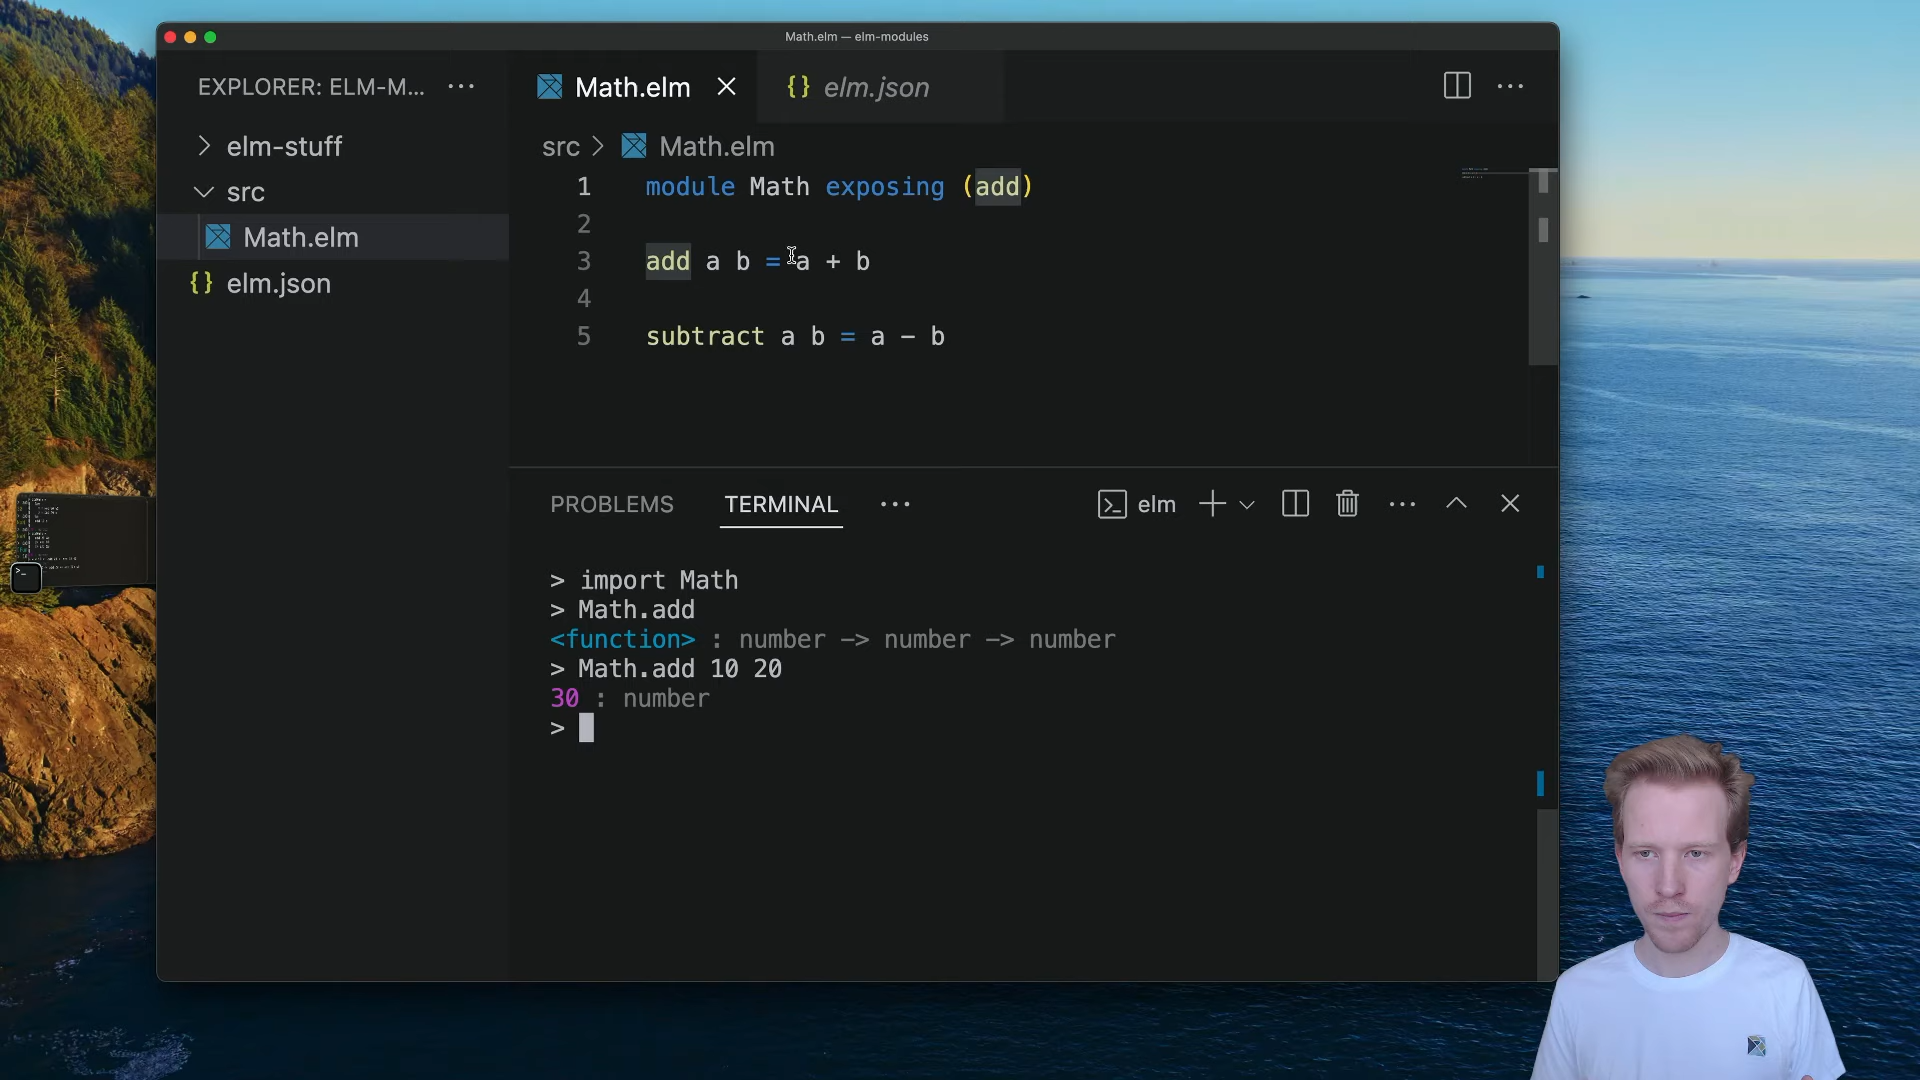 Math.elm — elm-modules
EXPLORER: ELM-M...
Math.elm
{} elm.json
elm-stuff
src
Math.elm
{} elm.json
src > Math.elm
1 module Math exposing (add)
2
3 add a b = a + b
4
5 subtract a b = a - b
PROBLEMS TERMINAL
elm
> import Math
> Math.add
<function> : number -> number -> number
> Math.add 10 20
30 : number
>